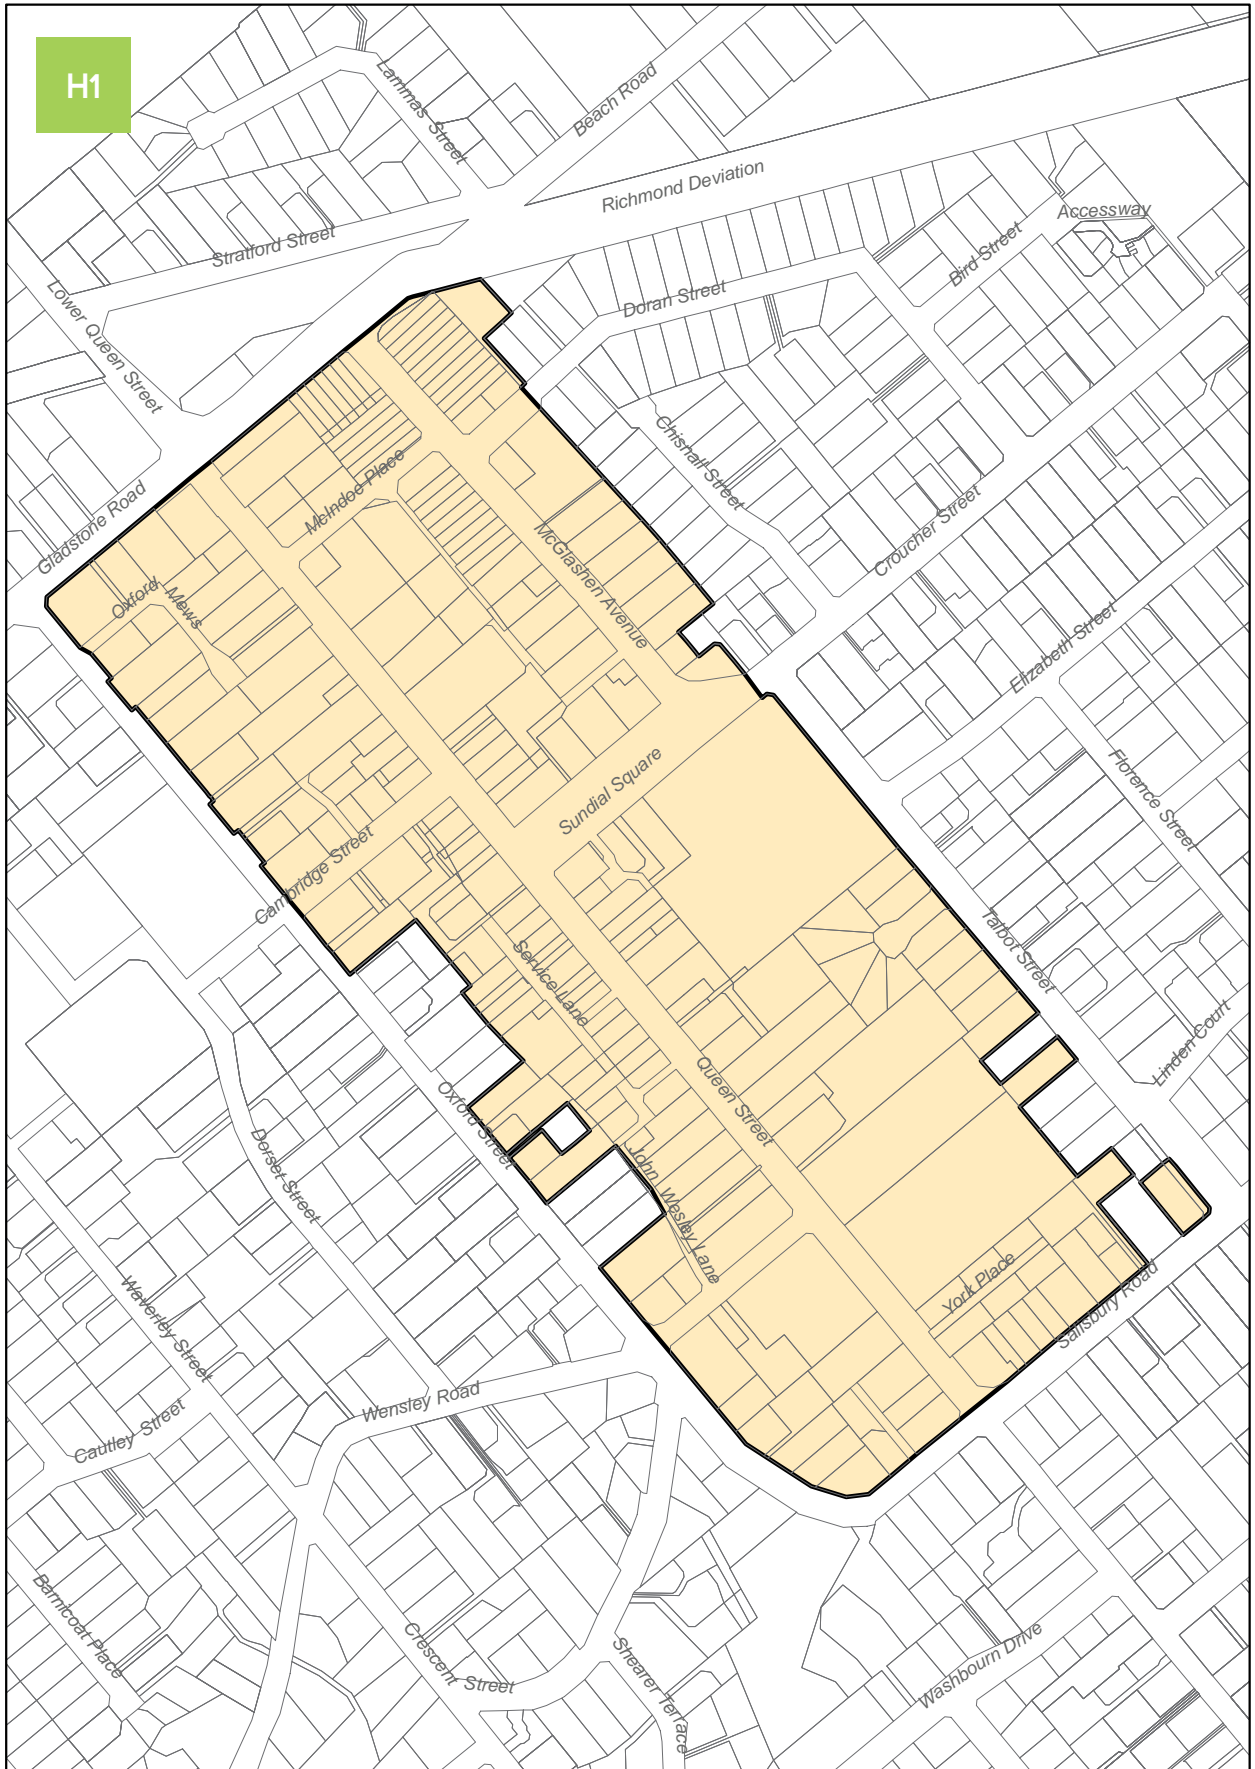 H1
Lammas Street
Beach Road
Richmond Deviation
Accessway
Stratford Street
Bird Street
Lower Queen Street
Doran Street
Chisnall Street
McIndoe Place
Gladstone Road
Croucher Street
McGlashen Avenue
Oxford Mews
Elizabeth Street
Florence Street
Sundial Square
Cambridge Street
Talbot Street
Service Lane
Linden Court
Queen Street
Oxford Street
Dorset Street
John Wesley Lane
York Place
Salisbury Road
Waverley Street
Wensley Road
Cautley Street
Barnicoat Place
Crescent Street
Shearer Terrace
Washbourn Drive